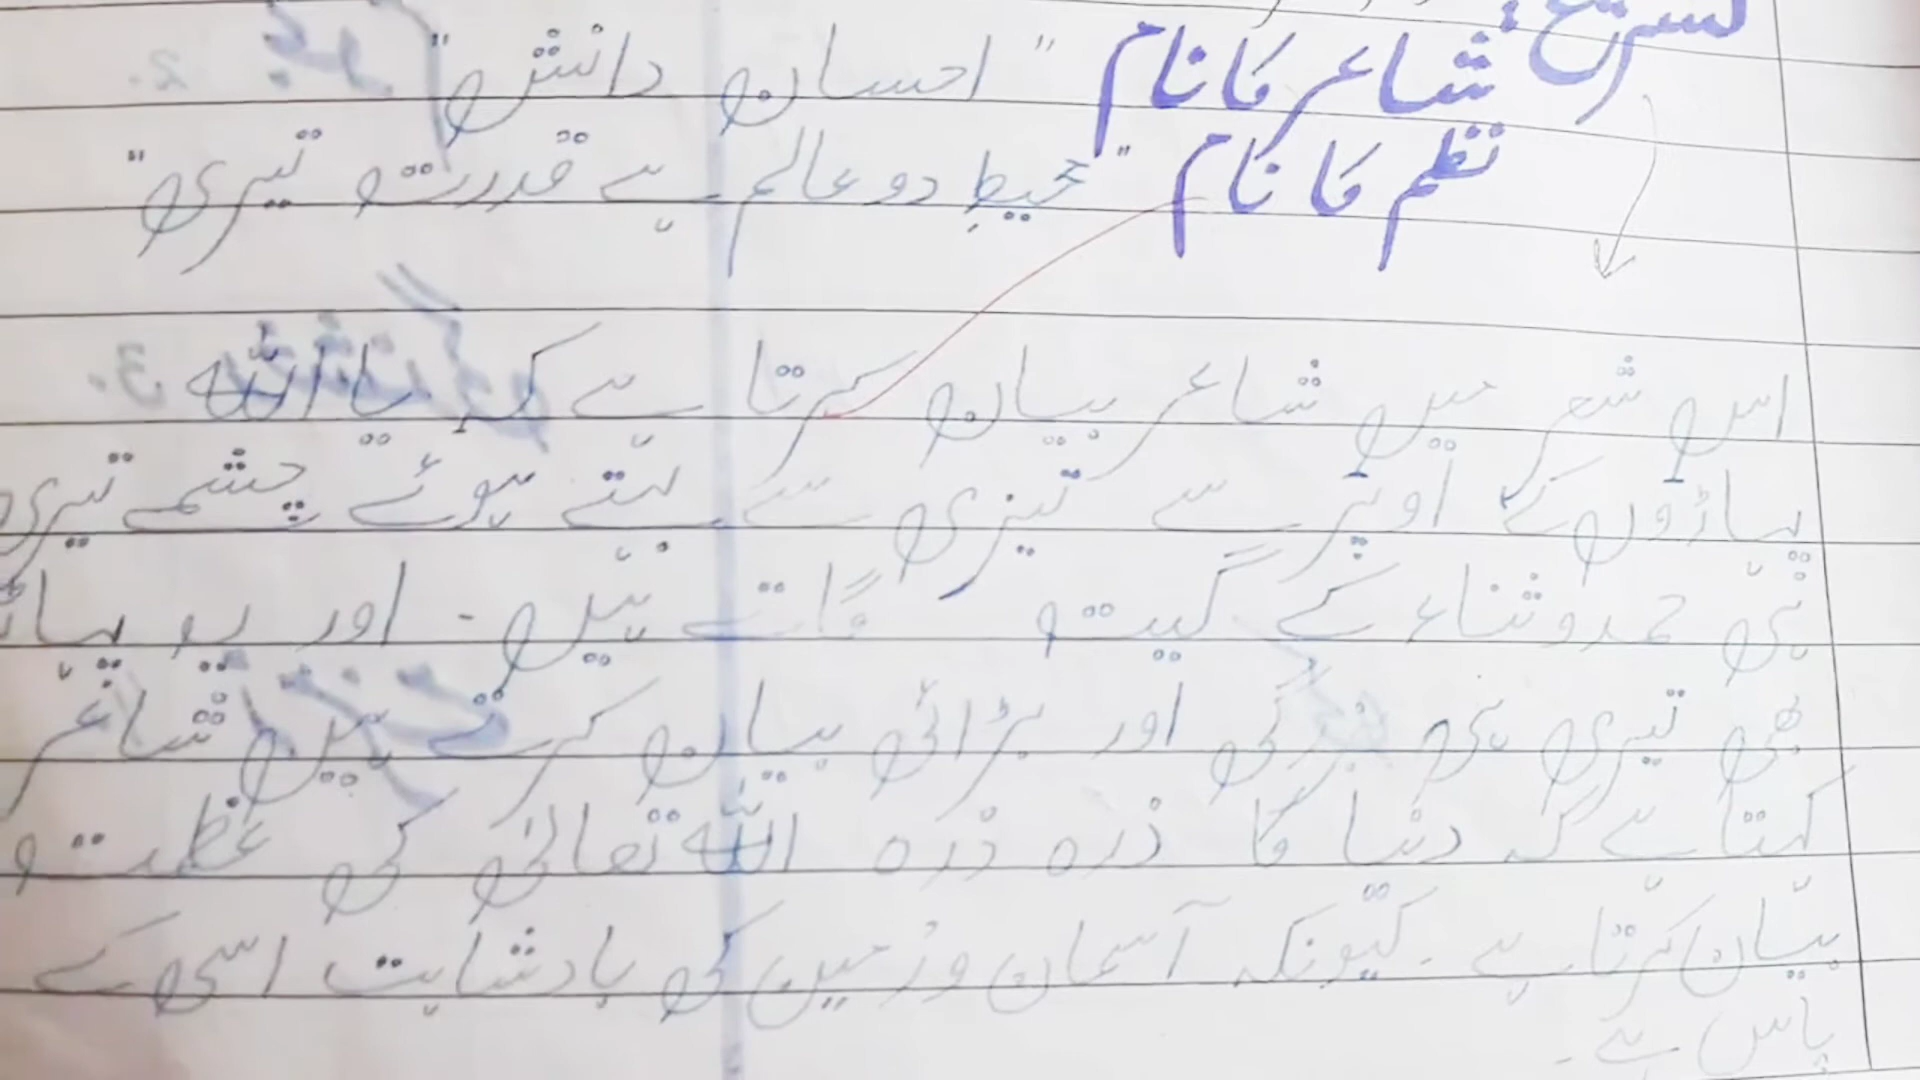 تشریح:
شاعر کا نام " احسان دانش "
نظم کا نام " محیطِ دو عالم ہے قدرت تیری "
اس شعر میں شاعر بیان کرتا ہے کہ یا اللہ
پہاڑوں کے اوپر سے تیزی سے بہتے ہوئے چشمے تیری
ہی حمد و ثناء کے گیت گاتے ہیں ۔ اور یہ پہاڑ
بھی تیری ہی بزرگی اور بڑائی بیان کرتے ہیں شاعر
کہتا ہے کہ دنیا کا ذرہ ذرہ اللہ تعالیٰ کی عظمت
بیان کرتا ہے ۔ کیونکہ آسمان و زمین کی بادشاہت اسی کے
پاس ہے ۔